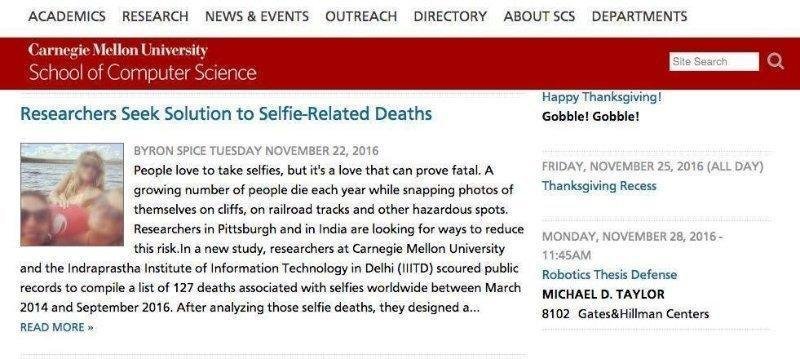 ACADEMICS RESEARCH NEWS & EVENTS OUTREACH DIRECTORY ABOUT SCS DEPARTMENTS
Carnegie Mellon University
School of Computer Science
Site Search
Researchers Seek Solution to Selfie-Related Deaths
BYRON SPICE TUESDAY NOVEMBER 22, 2016
People love to take selfies, but it's a love that can prove fatal. A
growing number of people die each year while snapping photos of
themselves on cliffs, on railroad tracks and other hazardous spots.
Researchers in Pittsburgh and in India are looking for ways to reduce
this risk.In a new study, researchers at Carnegie Mellon University
and the Indraprastha Institute of Information Technology in Delhi (IIITD) scoured public
records to compile a list of 127 deaths associated with selfies worldwide between March
2014 and September 2016. After analyzing those selfie deaths, they designed a...
READ MORE »
Happy Thanksgiving!
Gobble! Gobble!
FRIDAY, NOVEMBER 25, 2016 (ALL DAY)
Thanksgiving Recess
MONDAY, NOVEMBER 28, 2016 -
11:45AM
Robotics Thesis Defense
MICHAEL D. TAYLOR
8102 Gates&Hillman Centers